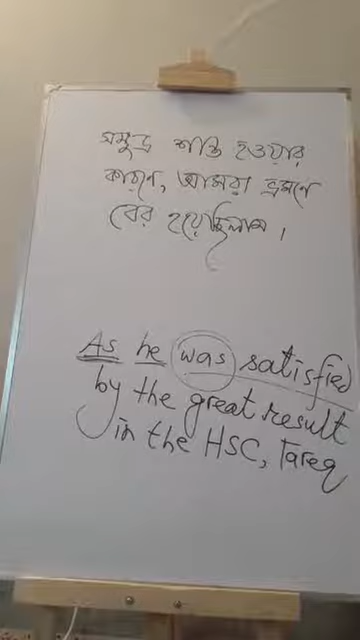 সমুদ্র শান্ত হওয়ার
কারণে, আমরা ভ্রমণে
বের হয়েছিলাম।
As he was satisfied
by the great result
in the HSC, Tareq